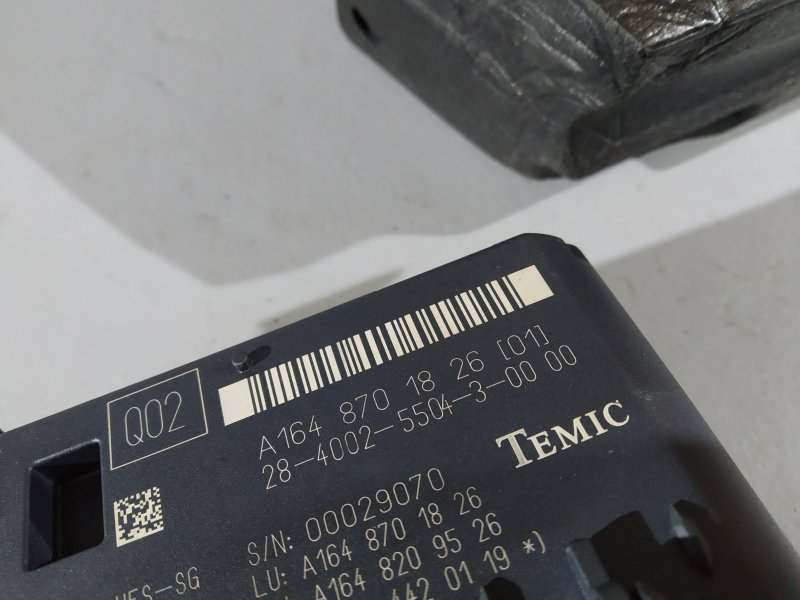 Q02
A164 870 18 26 [01]
28-4002-5504-3-00 00
TEMIC
S/N: 00029070
LU: A164 870 18 26
A164 820 95 26
442 01 19 *)